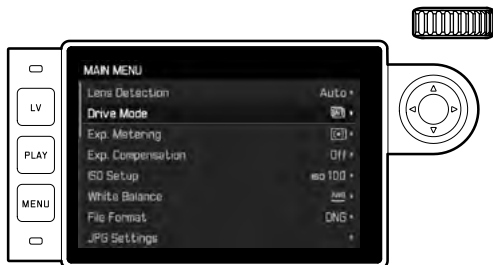 MAIN MENU
Lens Detection Auto
Drive Mode
Exp. Metering
Exp. Compensation Off
ISO Setup ISO 100
White Balance AWB
File Format DNG
JPG Settings
LV
PLAY
MENU